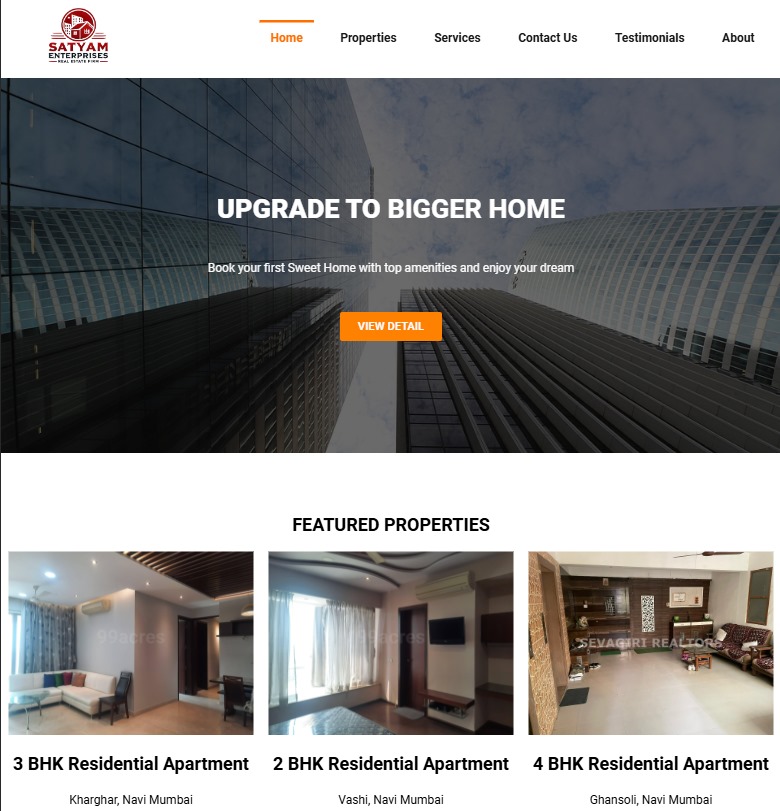 SATYAM
ENTERPRISES
REAL ESTATE FIRM
Home Properties Services Contact Us Testimonials About
UPGRADE TO BIGGER HOME
Book your first Sweet Home with top amenities and enjoy your dream
VIEW DETAIL
FEATURED PROPERTIES
99acres
acres
SEVAGIRI REALTORS
3 BHK Residential Apartment 2 BHK Residential Apartment 4 BHK Residential Apartment
Kharghar, Navi Mumbai Vashi, Navi Mumbai Ghansoli, Navi Mumbai